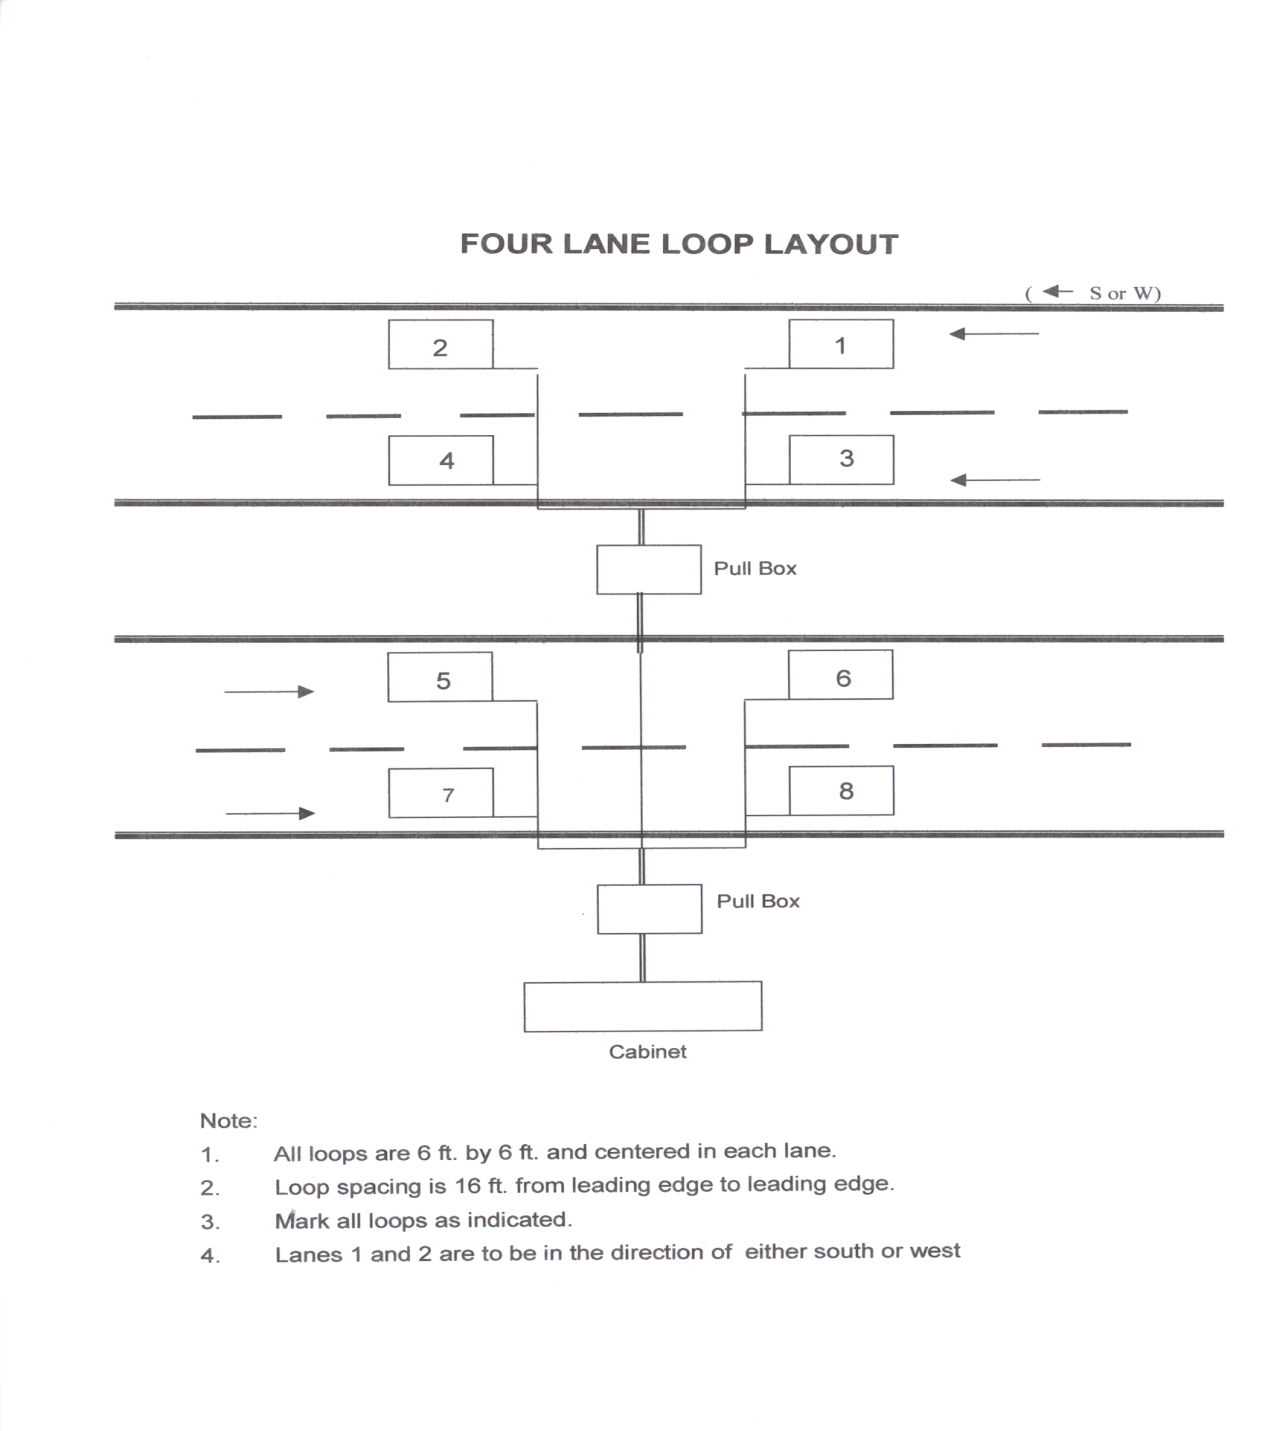 FOUR LANE LOOP LAYOUT
( ← S or W)
2
1
4
3
Pull Box
5
6
7
8
Pull Box
Cabinet
Note:
1. All loops are 6 ft. by 6 ft. and centered in each lane.
2. Loop spacing is 16 ft. from leading edge to leading edge.
3. Mark all loops as indicated.
4. Lanes 1 and 2 are to be in the direction of either south or west